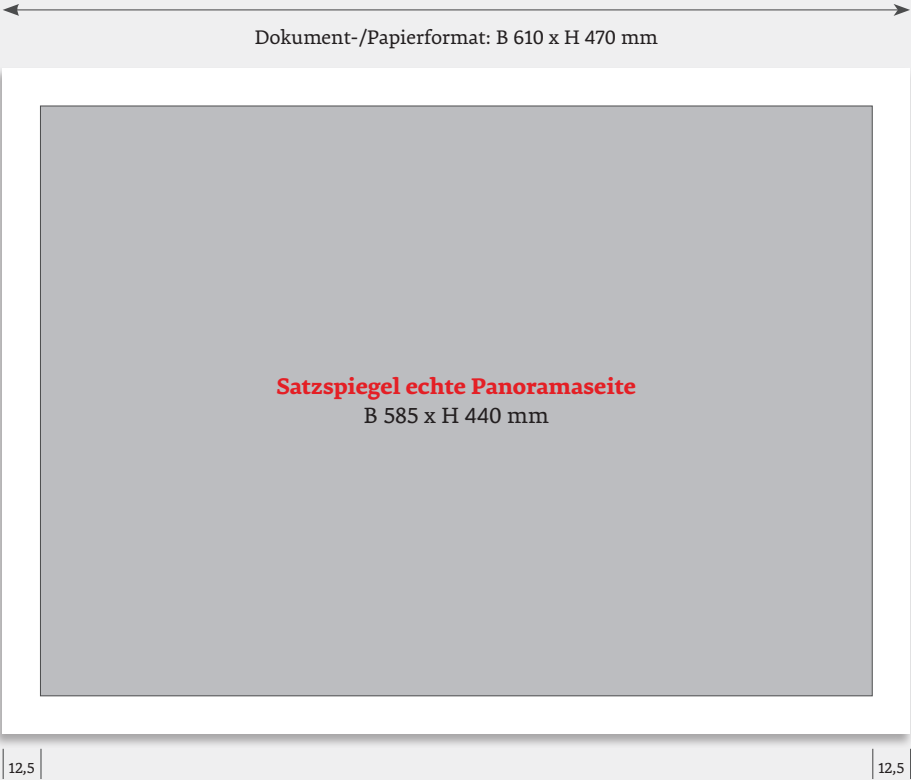 Dokument-/Papierformat: B 610 x H 470 mm
Satzspiegel echte Panoramaseite
B 585 x H 440 mm
12,5
12,5